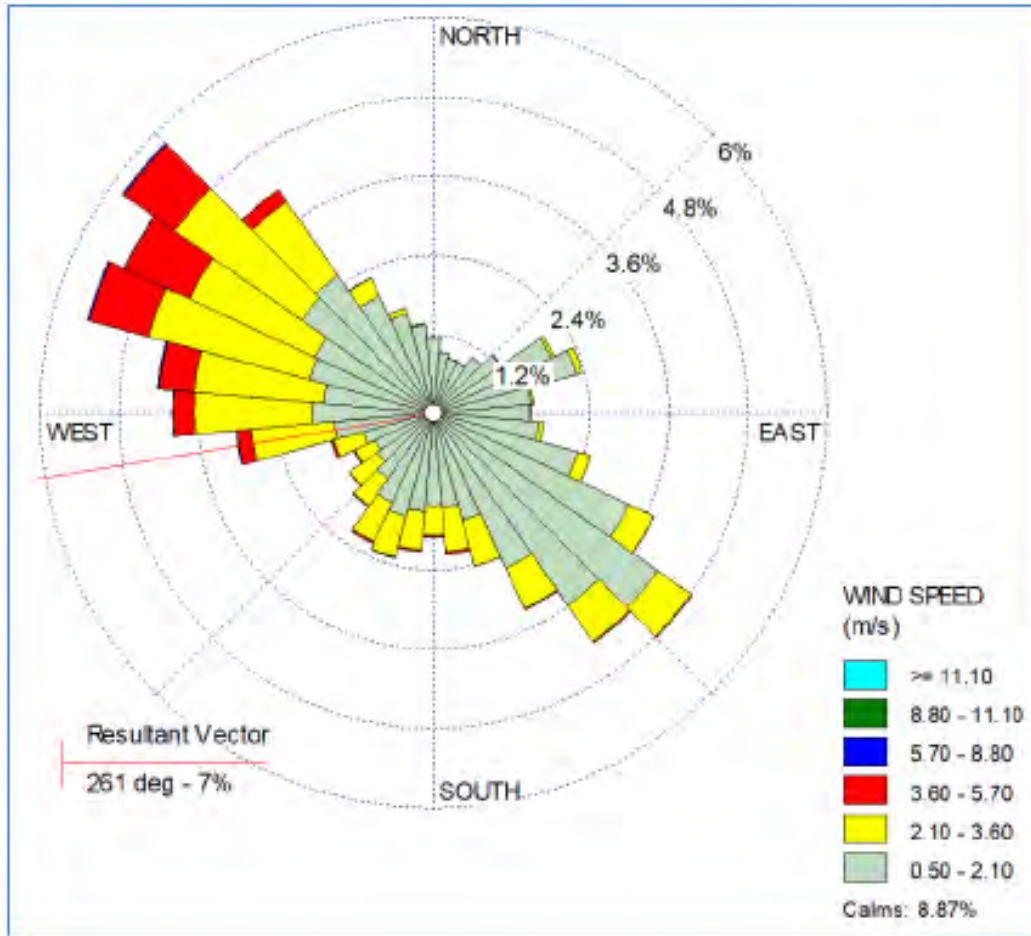 NORTH
6%
4.8%
3.6%
2.4%
1.2%
WEST
EAST
SOUTH
Resultant Vector
261 deg - 7%
WIND SPEED
(m/s)
>= 11.10
8.80 - 11.10
5.70 - 8.80
3.60 - 5.70
2.10 - 3.60
0.50 - 2.10
Calms: 8.87%